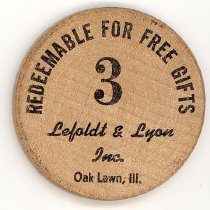 REDEEMABLE FOR FREE GIFTS
3
Lefoldt & Lyon
Inc.
Oak Lawn, Ill.